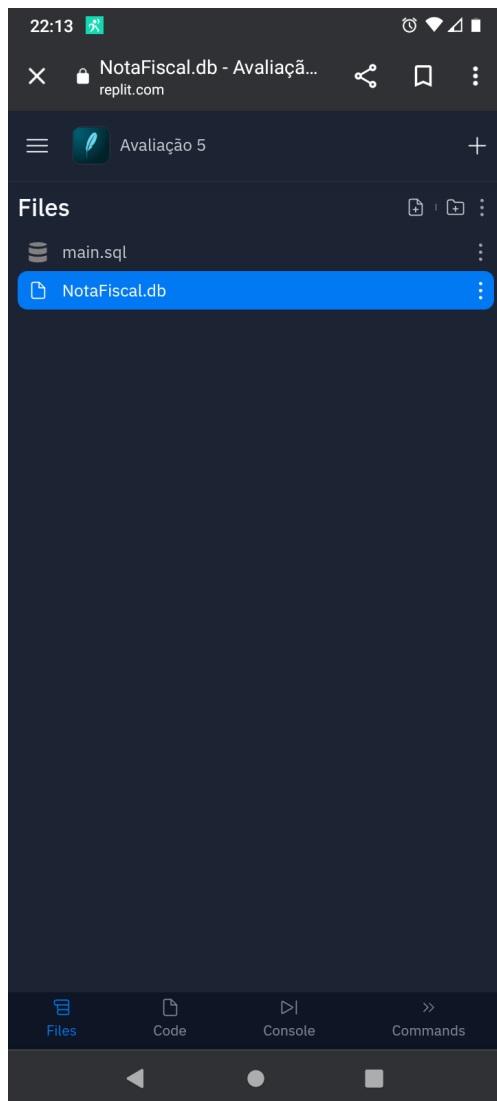 22:13
NotaFiscal.db - Avaliaçã...
replit.com
Avaliação 5
Files
main.sql
NotaFiscal.db
Files Code Console Commands